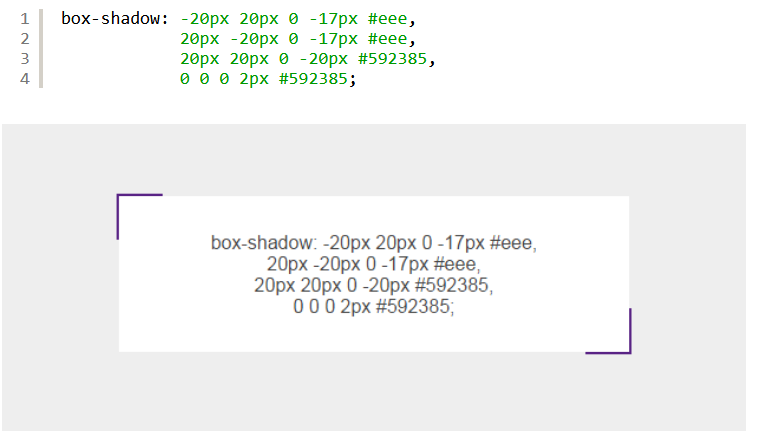 1 box-shadow: -20px 20px 0 -17px #eee,
2 20px -20px 0 -17px #eee,
3 20px 20px 0 -20px #592385,
4 0 0 0 2px #592385;
box-shadow: -20px 20px 0 -17px #eee,
20px -20px 0 -17px #eee,
20px 20px 0 -20px #592385,
0 0 0 2px #592385;